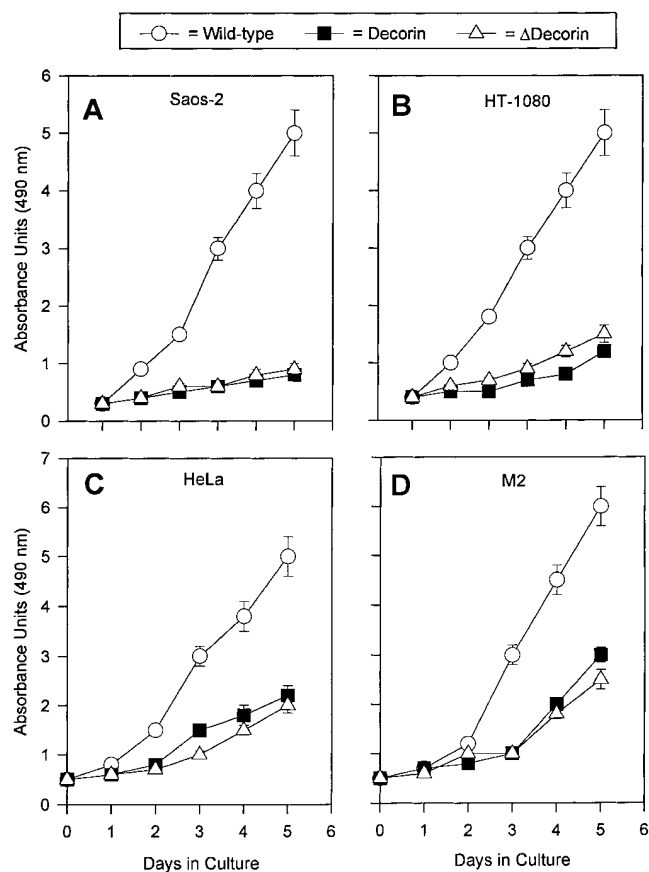 = Wild-type = Decorin = ΔDecorin
A Saos-2
B HT-1080
6
5
4
3
2
1
0
Absorbance Units (490 nm)
C HeLa
D M2
7
6
5
4
3
2
1
0
Absorbance Units (490 nm)
0 1 2 3 4 5 6
0 1 2 3 4 5 6
Days in Culture
Days in Culture